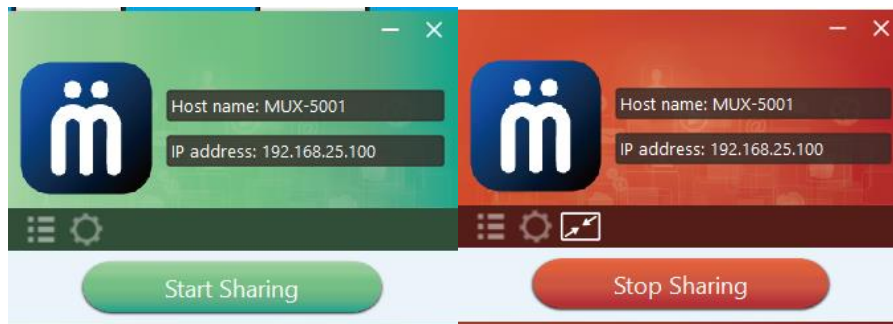 Host name: MUX-5001
IP address: 192.168.25.100
Start Sharing
Host name: MUX-5001
IP address: 192.168.25.100
Stop Sharing